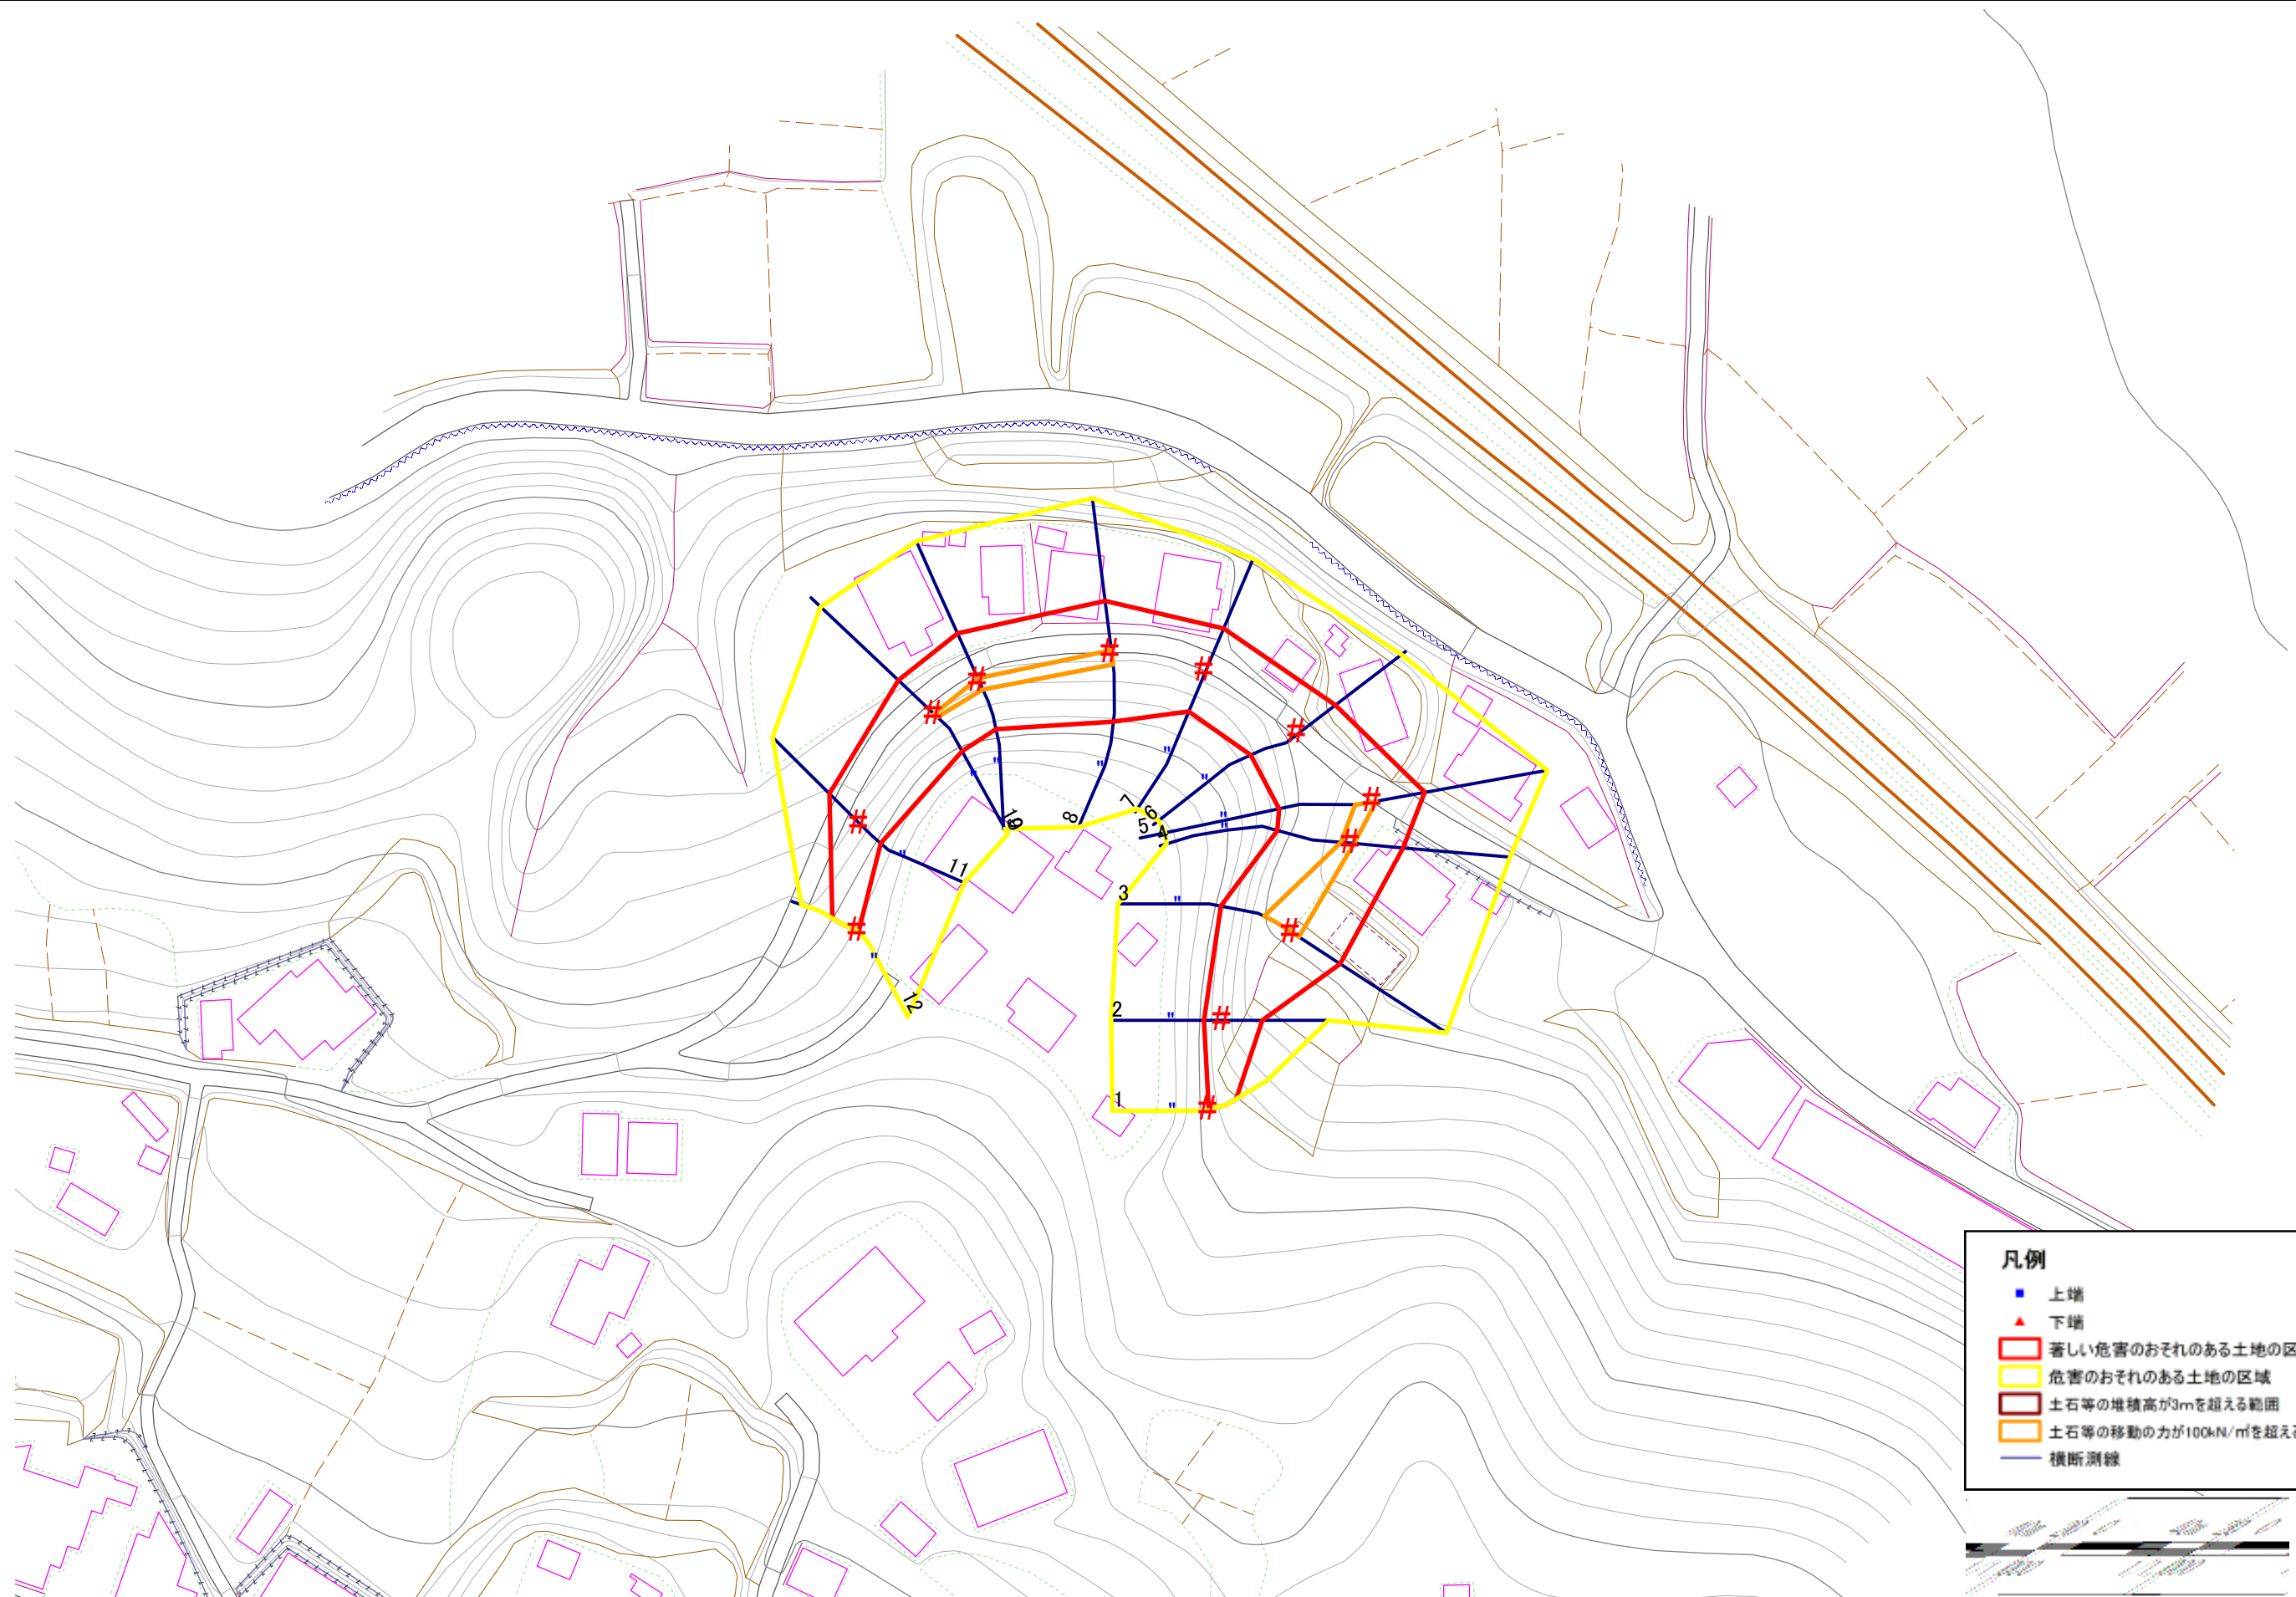 7
6
8
5
4
10
9
11
3
12
2
1
凡例
上端
下端
著しい危害のおそれのある土地の区
危害のおそれのある土地の区域
土石等の堆積高が3mを超える範囲
土石等の移動の力が100kN/㎡を超え
横断測線